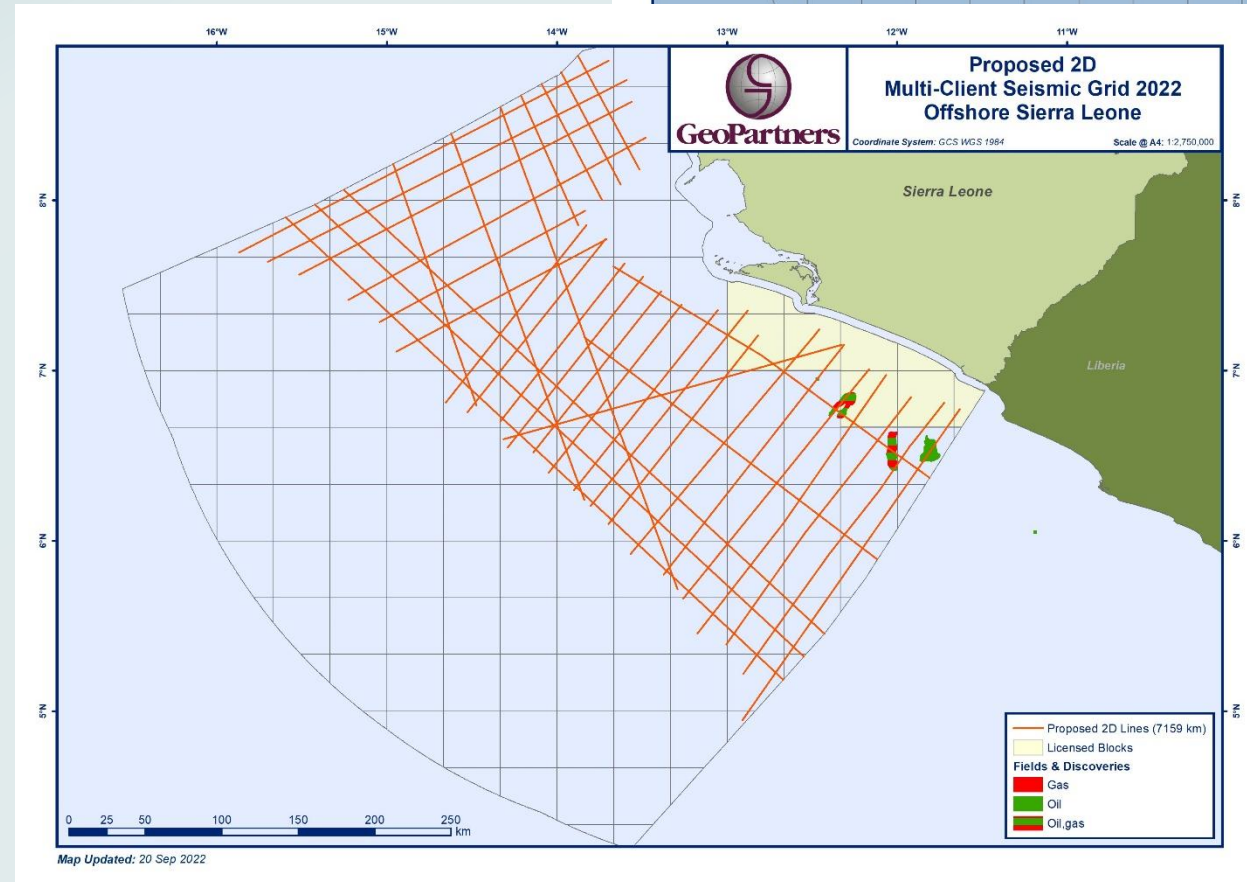 16°W
15°W
14°W
13°W
12°W
11°W
GeoPartners
Proposed 2D
Multi-Client Seismic Grid 2022
Offshore Sierra Leone
Coordinate System: GCS WGS 1984
Scale @ A4: 1:2,750,000
8°N
8°N
Sierra Leone
7°N
7°N
Liberia
6°N
6°N
5°N
5°N
Proposed 2D Lines (7159 km)
Licensed Blocks
Fields & Discoveries
Gas
Oil
Oil,gas
0 25 50 100 150 200 250
km
Map Updated: 20 Sep 2022